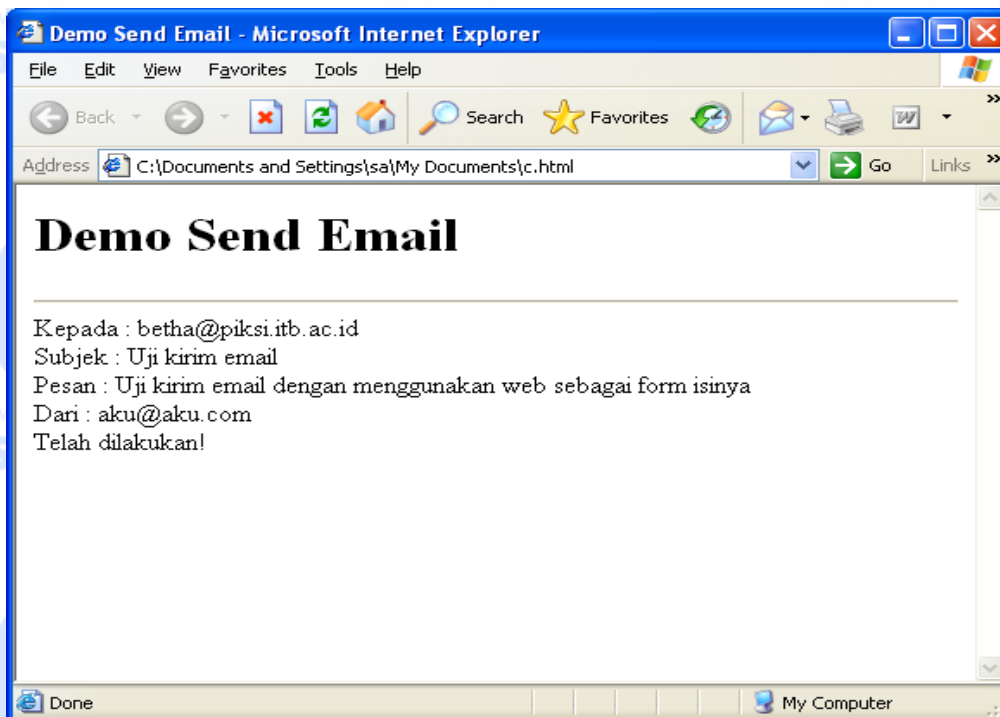 Demo Send Email - Microsoft Internet Explorer
File Edit View Favorites Tools Help
Back Search Favorites W »
Address C:\Documents and Settings\sa\My Documents\c.html Go Links »
Demo Send Email
Kepada : betha@piksi.itb.ac.id
Subjek : Uji kirim email
Pesan : Uji kirim email dengan menggunakan web sebagai form isinya
Dari : aku@aku.com
Telah dilakukan!
Done My Computer